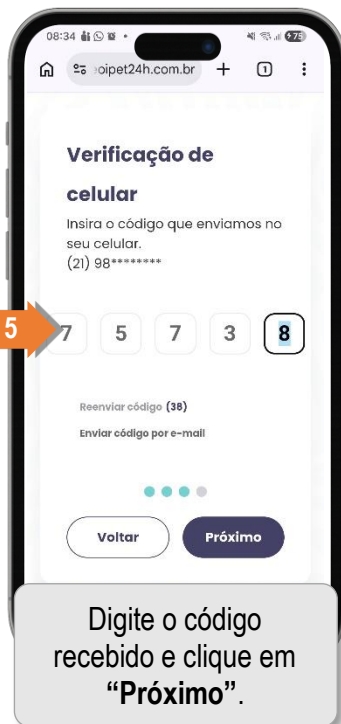 08:34
75
oipet24h.com.br
1
Verificação de
celular
Insira o código que enviamos no
seu celular.
(21) 98********
5
7 5 7 3 8
Reenviar código (38)
Enviar código por e-mail
Voltar Próximo
Digite o código
recebido e clique em
“Próximo”.